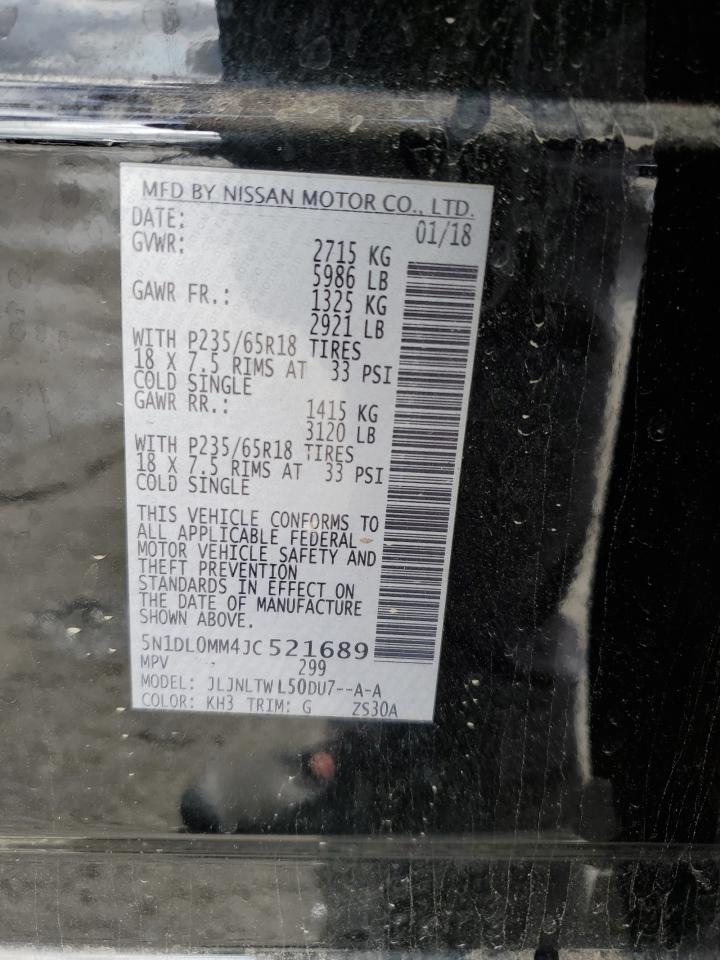 MFD BY NISSAN MOTOR CO., LTD.
DATE: 01/18
GVWR: 2715 KG
5986 LB
GAWR FR.: 1325 KG
2921 LB
WITH P235/65R18 TIRES
18 X 7.5 RIMS AT 33 PSI
COLD SINGLE
GAWR RR.: 1415 KG
3120 LB
WITH P235/65R18 TIRES
18 X 7.5 RIMS AT 33 PSI
COLD SINGLE
THIS VEHICLE CONFORMS TO
ALL APPLICABLE FEDERAL
MOTOR VEHICLE SAFETY AND
THEFT PREVENTION
STANDARDS IN EFFECT ON
THE DATE OF MANUFACTURE
SHOWN ABOVE.
5N1DL0MM4JC521689
MPV 299
MODEL: JLJNLTWL50DU7--A-A
COLOR: KH3 TRIM: G ZS30A